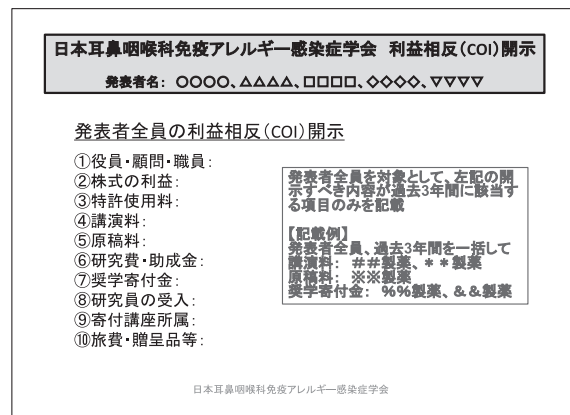 日本耳鼻咽喉科免疫アレルギー感染症学会 利益相反(COI)開示
発表者名: ○○○○、△△△△、□□□□、◇◇◇◇、▽▽▽▽
発表者全員の利益相反(COI)開示
①役員・顧問・職員:
②株式の利益:
③特許使用料:
④講演料:
⑤原稿料:
⑥研究費・助成金:
⑦奨学寄付金:
⑧研究員の受入:
⑨寄付講座所属:
⑩旅費・贈呈品等:
発表者全員を対象として、左記の開
示すべき内容が過去3年間に該当す
る項目のみを記載
【記載例】
発表者全員、過去3年間を一括して
講演料: ##製薬、**製薬
原稿料: ※※製薬
奨学寄付金: %%製薬、&&製薬
日本耳鼻咽喉科免疫アレルギー感染症学会